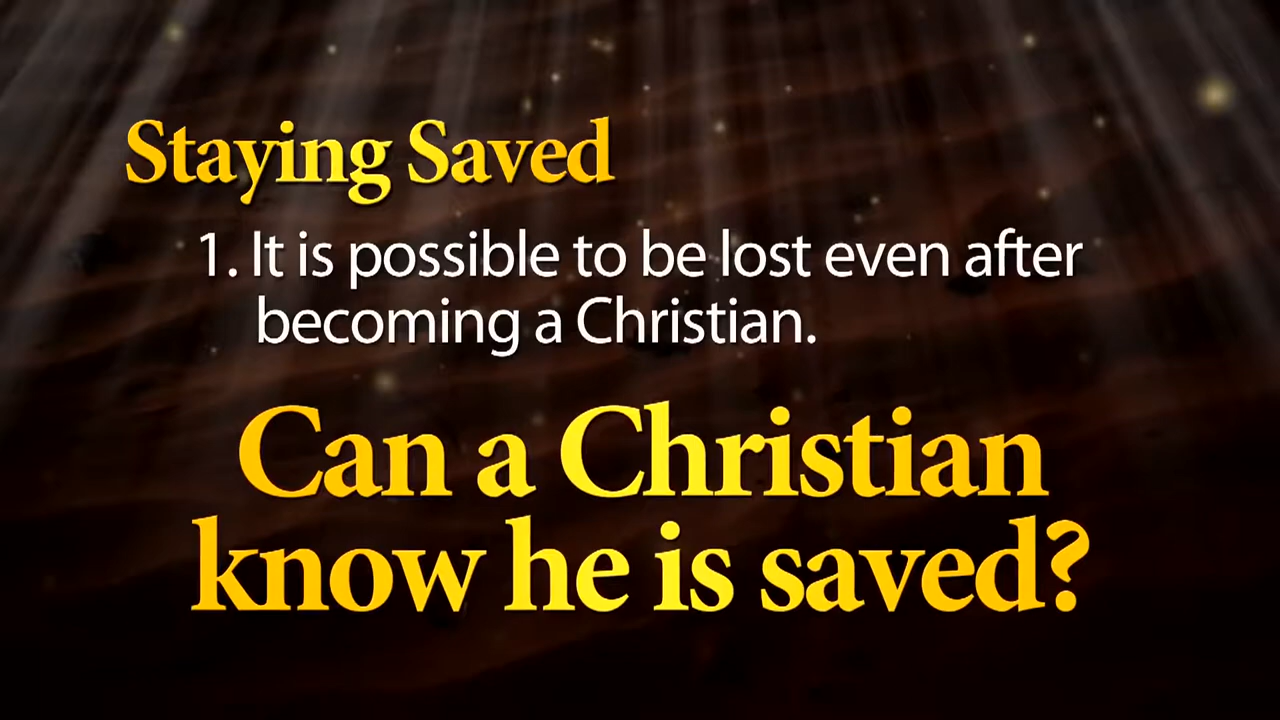 Staying Saved
1. It is possible to be lost even after
becoming a Christian.
Can a Christian
know he is saved?